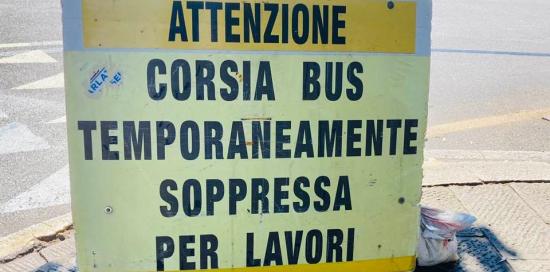 ATTENZIONE
CORSIA BUS
TEMPORANEAMENTE
SOPPRESSA
PER LAVORI